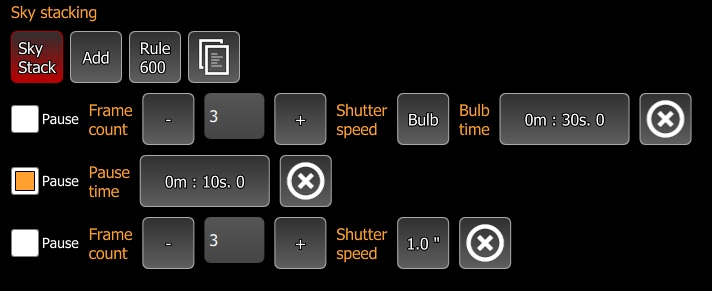 Sky stacking
Sky Stack Add Rule 600
Pause Frame count - 3 + Shutter speed Bulb Bulb time 0m : 30s. 0
Pause Pause time 0m : 10s. 0
Pause Frame count - 3 + Shutter speed 1.0 "